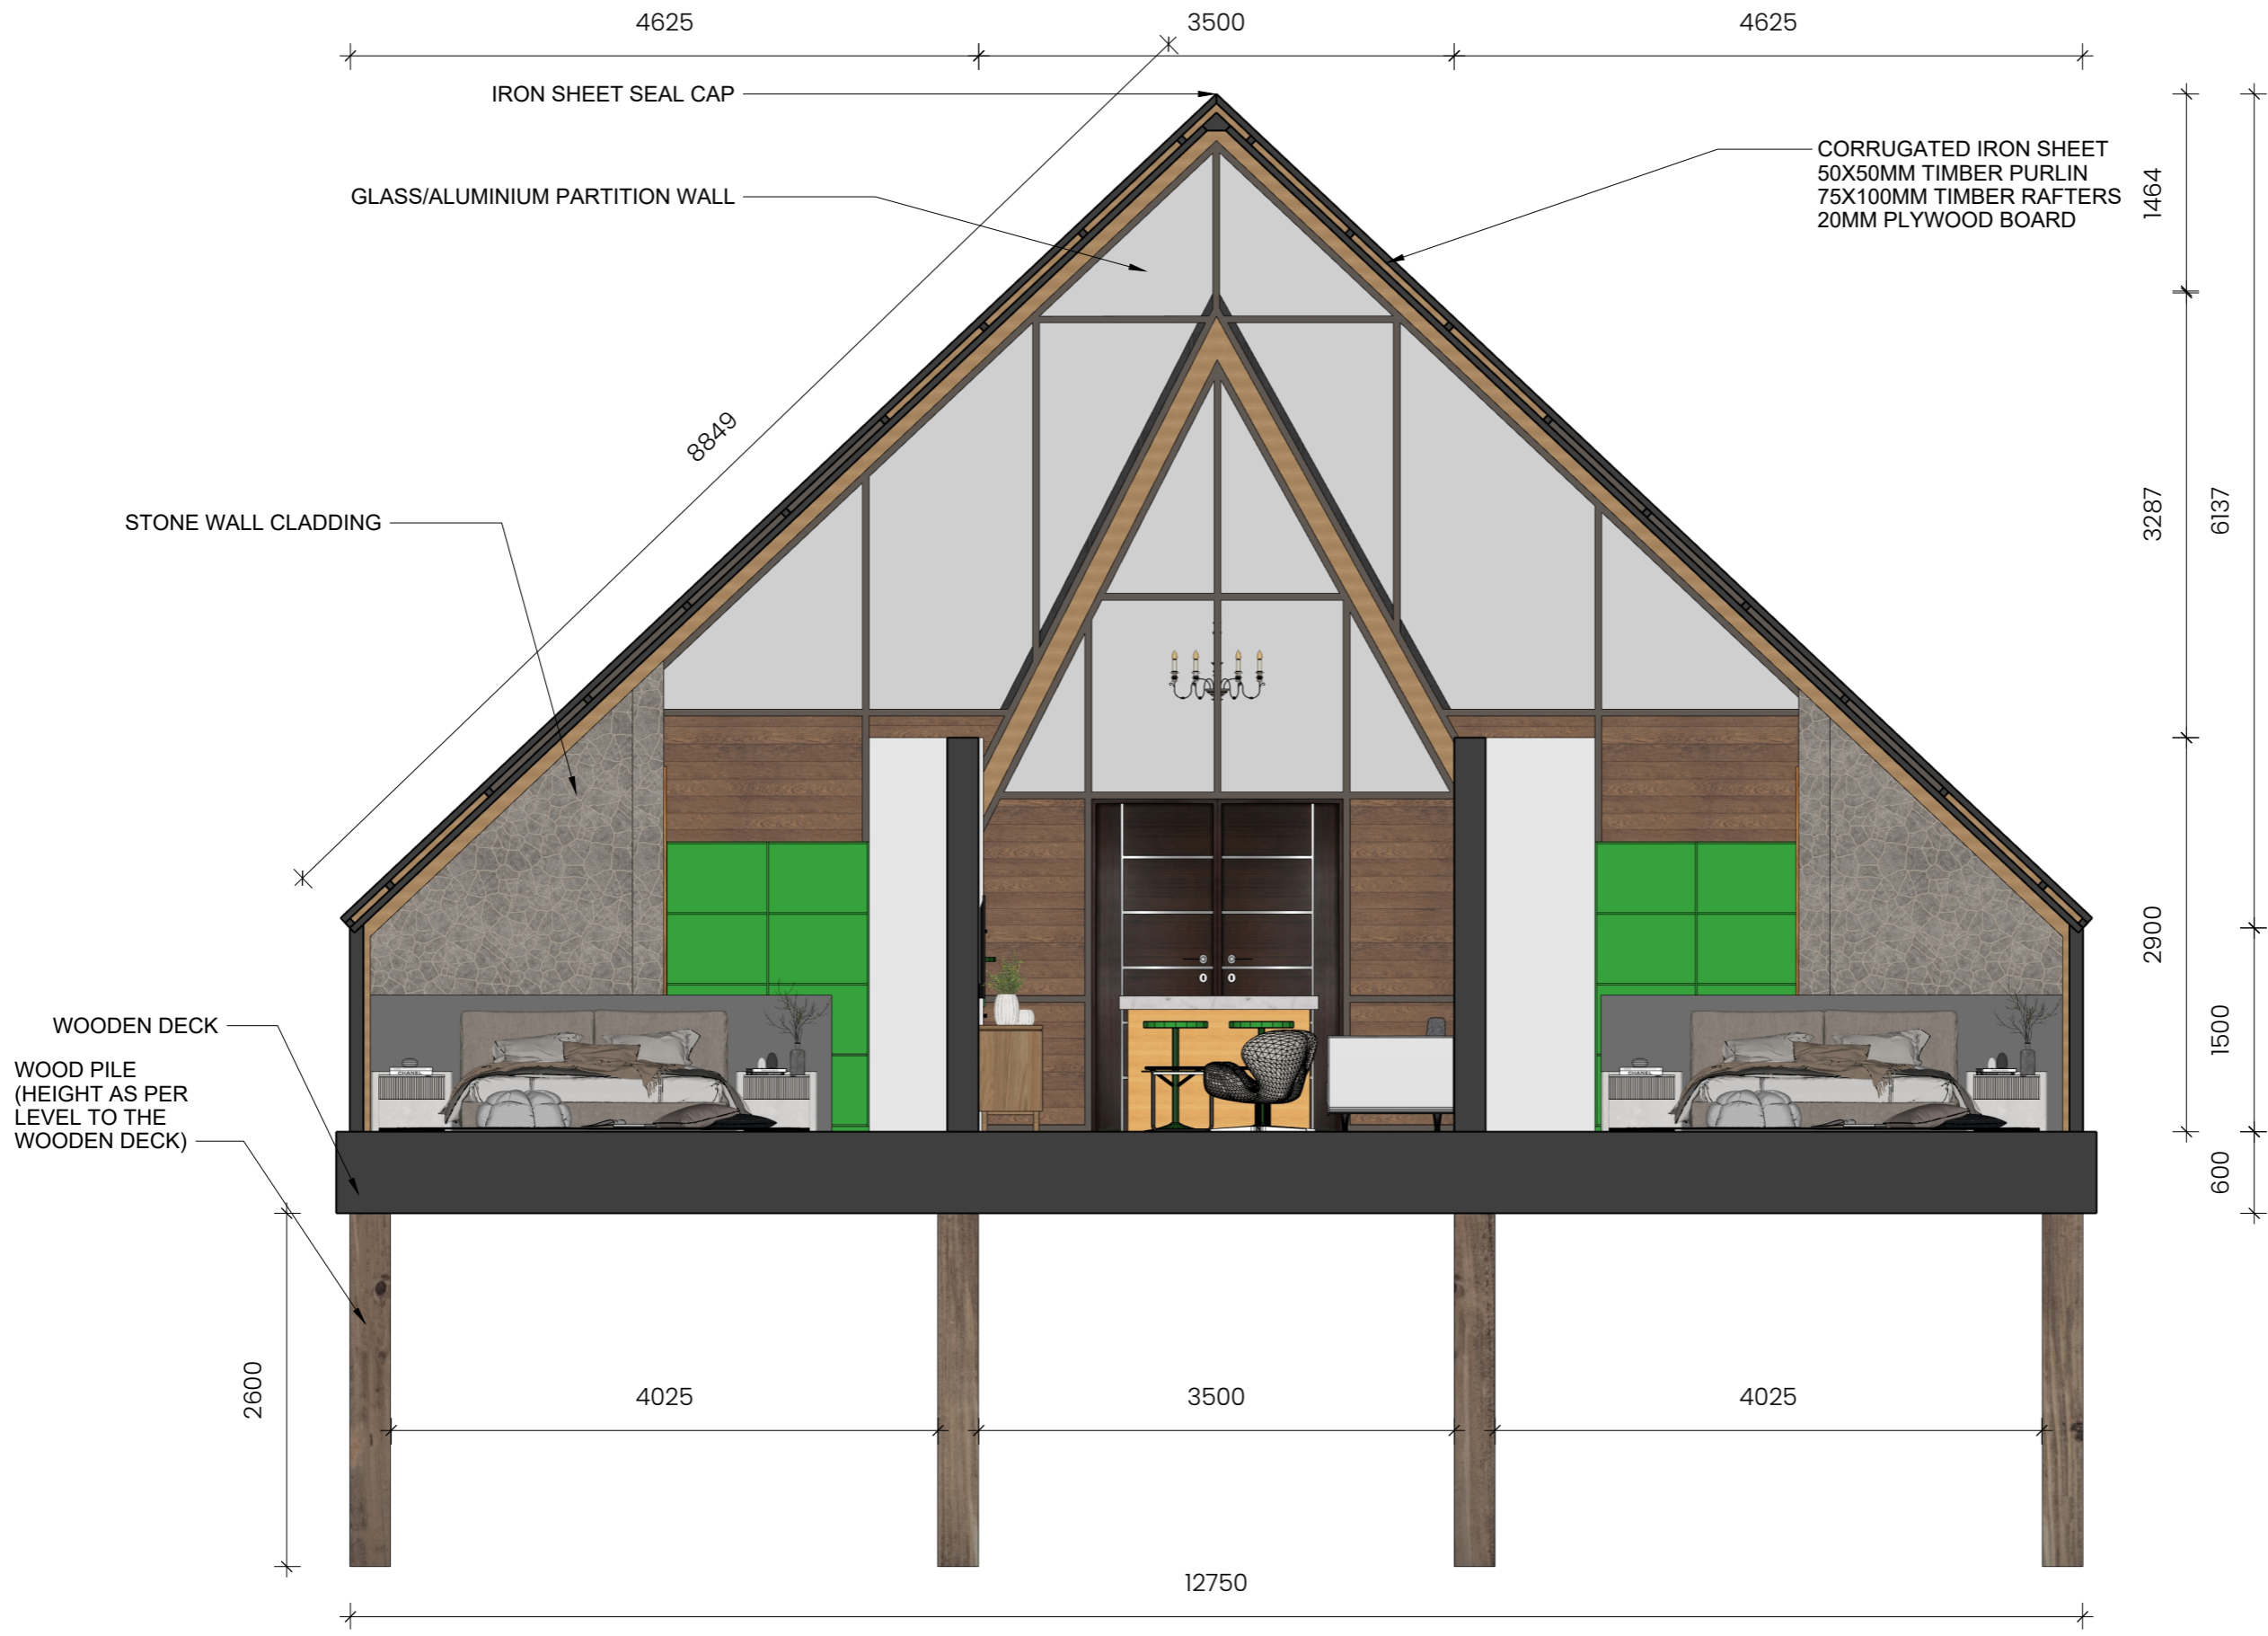 4625
3500
4625
IRON SHEET SEAL CAP
CORRUGATED IRON SHEET
50X50MM TIMBER PURLIN
75X100MM TIMBER RAFTERS
20MM PLYWOOD BOARD
GLASS/ALUMINIUM PARTITION WALL
1464
8849
3287
6137
STONE WALL CLADDING
2900
1500
WOODEN DECK
WOOD PILE
(HEIGHT AS PER
LEVEL TO THE
WOODEN DECK)
CHANEL
CHANEL
600
2600
4025
3500
4025
12750